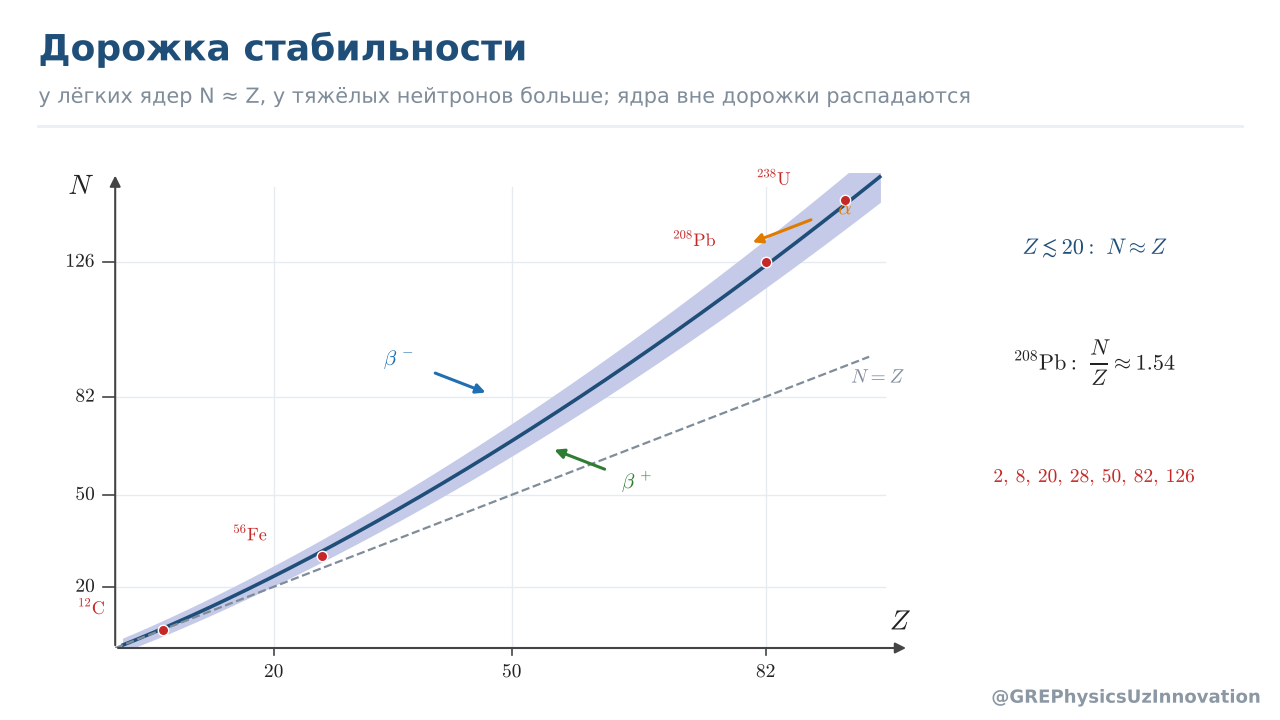 Дорожка стабильности
у лёгких ядер N ≈ Z, у тяжёлых нейтронов больше; ядра вне дорожки распадаются
N
²³⁸U
α
²⁰⁸Pb
126
Z ≲ 20 : N ≈ Z
β⁻
²⁰⁸Pb : N/Z ≈ 1.54
N = Z
82
β⁺
2, 8, 20, 28, 50, 82, 126
50
⁵⁶Fe
20
¹²C
Z
20 50 82
@GREPhysicsUzInnovation